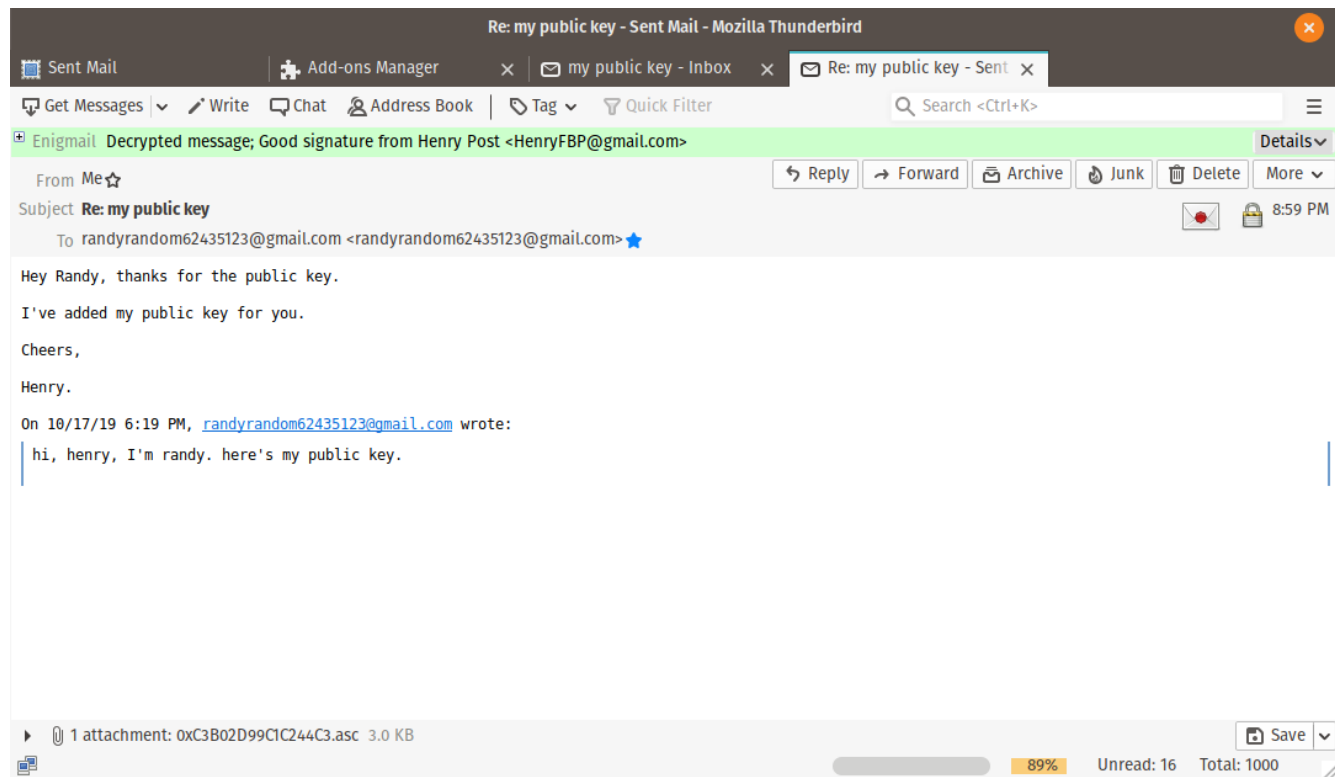 Re: my public key - Sent Mail - Mozilla Thunderbird
Sent Mail Add-ons Manager my public key - Inbox Re: my public key - Sent
Get Messages Write Chat Address Book Tag Quick Filter Search <Ctrl+K>
Enigmail Decrypted message; Good signature from Henry Post <HenryFBP@gmail.com> Details
From Me Reply Forward Archive Junk Delete More
Subject Re: my public key 8:59 PM
To randyrandom62435123@gmail.com <randyrandom62435123@gmail.com>
Hey Randy, thanks for the public key.
I've added my public key for you.
Cheers,
Henry.
On 10/17/19 6:19 PM, randyrandom62435123@gmail.com wrote:
hi, henry, I'm randy. here's my public key.
1 attachment: 0xC3B02D99C1C244C3.asc 3.0 KB Save
89% Unread: 16 Total: 1000